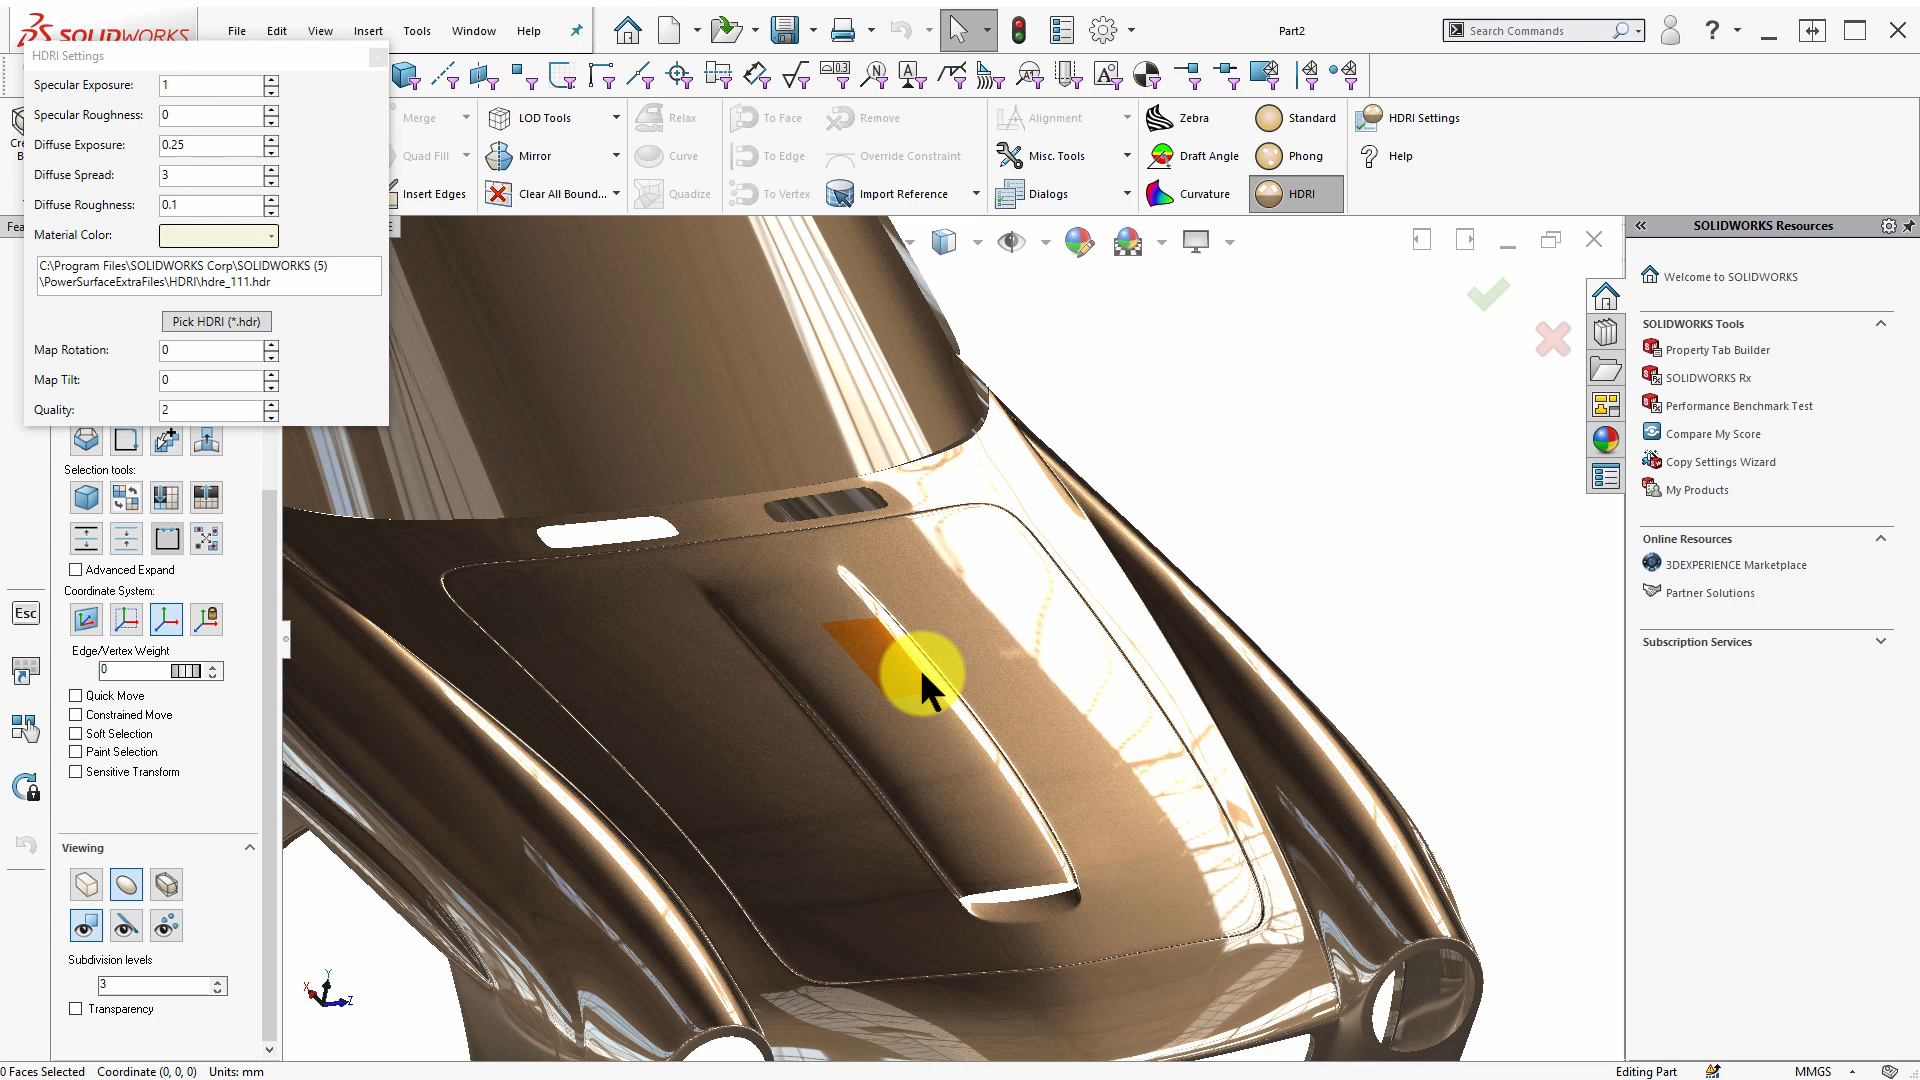 SOLIDWORKS
File Edit View Insert Tools Window Help
Part2
Search Commands
HDRI Settings
Specular Exposure: 1
Specular Roughness: 0
Diffuse Exposure: 0.25
Diffuse Spread: 3
Diffuse Roughness: 0.1
Material Color:
C:\Program Files\SOLIDWORKS Corp\SOLIDWORKS (5)
\PowerSurfaceExtraFiles\HDRI\hdre_111.hdr
Pick HDRI (*.hdr)
Map Rotation: 0
Map Tilt: 0
Quality: 2
Merge LOD Tools Relax To Face Remove Alignment Zebra Standard HDRI Settings
Quad Fill Mirror Curve To Edge Override Constraint Misc. Tools Draft Angle Phong Help
Insert Edges Clear All Boun... Quadize To Vertex Import Reference Dialogs Curvature HDRI
Selection tools:
Advanced Expand
Coordinate System:
Edge/Vertex Weight
0
Quick Move
Constrained Move
Soft Selection
Paint Selection
Sensitive Transform
Esc
Viewing
Subdivision levels
3
Transparency
Y
X
Z
SOLIDWORKS Resources
Welcome to SOLIDWORKS
SOLIDWORKS Tools
Property Tab Builder
SOLIDWORKS Rx
Performance Benchmark Test
Compare My Score
Copy Settings Wizard
My Products
Online Resources
3DEXPERIENCE Marketplace
Partner Solutions
Subscription Services
0 Faces Selected Coordinate (0, 0, 0) Units: mm
Editing Part
MMGS